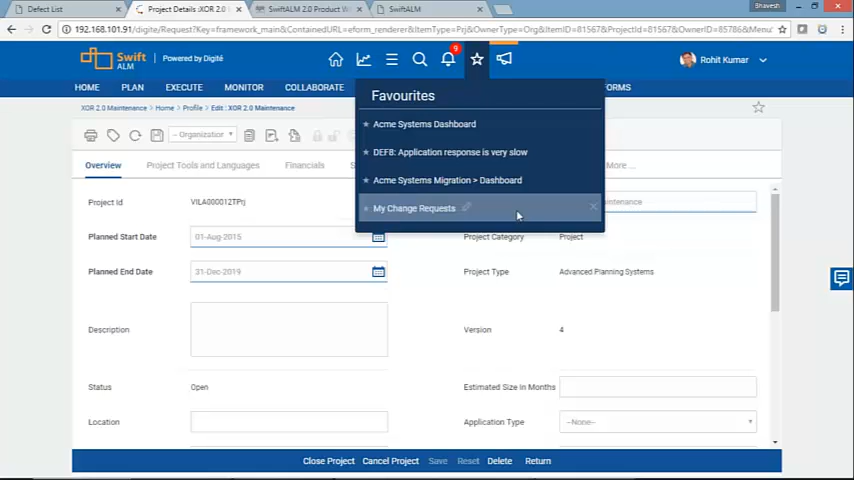 Defect List
Project Details :XOR 2.0
SwiftALM 2.0 Product W
SwiftALM
Bhavesh
192.168.101.91/digite/Request?Key=framework_main&ContainedURL=eform_renderer&ItemType=Prj&OwnerType=Org&ItemID=81567&ProjectId=81567&OwnerID=85786&Menu
Swift
ALM
Powered by Digité
9
Rohit Kumar
HOME PLAN EXECUTE MONITOR COLLABORATE FORMS
XOR 2.0 Maintenance > Home > Profile > Edit : XOR 2.0 Maintenance
Favourites
Acme Systems Dashboard
DEF8: Application response is very slow
Acme Systems Migration > Dashboard
My Change Requests
-- Organization
Overview Project Tools and Languages Financials S More...
Project Id VILA000012TPrj
Planned Start Date 01-Aug-2015 Project Category Project
Planned End Date 31-Dec-2019 Project Type Advanced Planning Systems
Description Version 4
Status Open Estimated Size in Months
Location Application Type --None--
Close Project Cancel Project Save Reset Delete Return